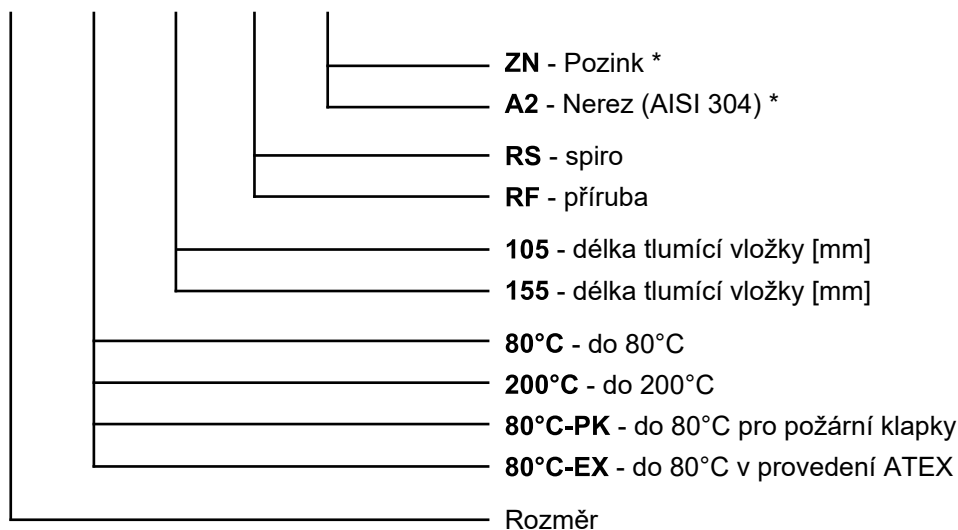 ZN - Pozink *
A2 - Nerez (AISI 304) *
RS - spiro
RF - příruba
105 - délka tlumící vložky [mm]
155 - délka tlumící vložky [mm]
80°C - do 80°C
200°C - do 200°C
80°C-PK - do 80°C pro požární klapky
80°C-EX - do 80°C v provedení ATEX
Rozměr